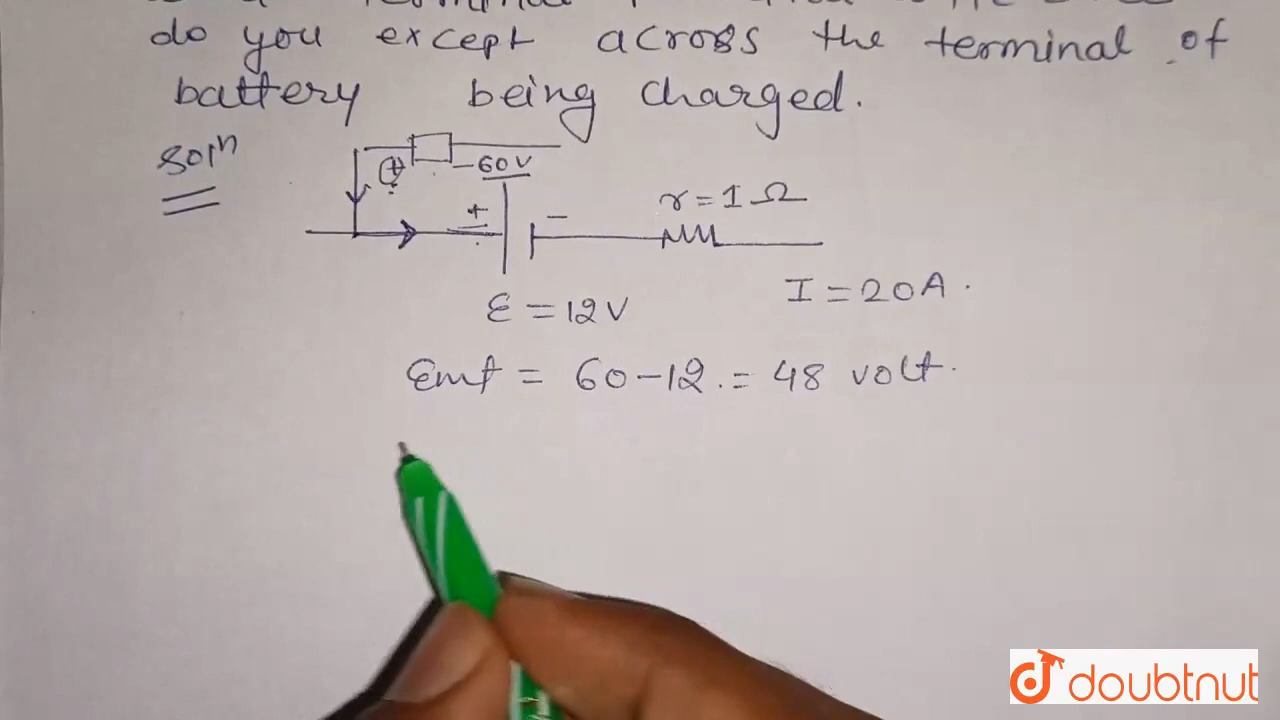 do you except across the terminal of
battery being charged.
Solⁿ
+
-60V
r = 1 Ω
+
-
I = 20A.
ε = 12V
Emf = 60-12. = 48 volt.
doubtnut